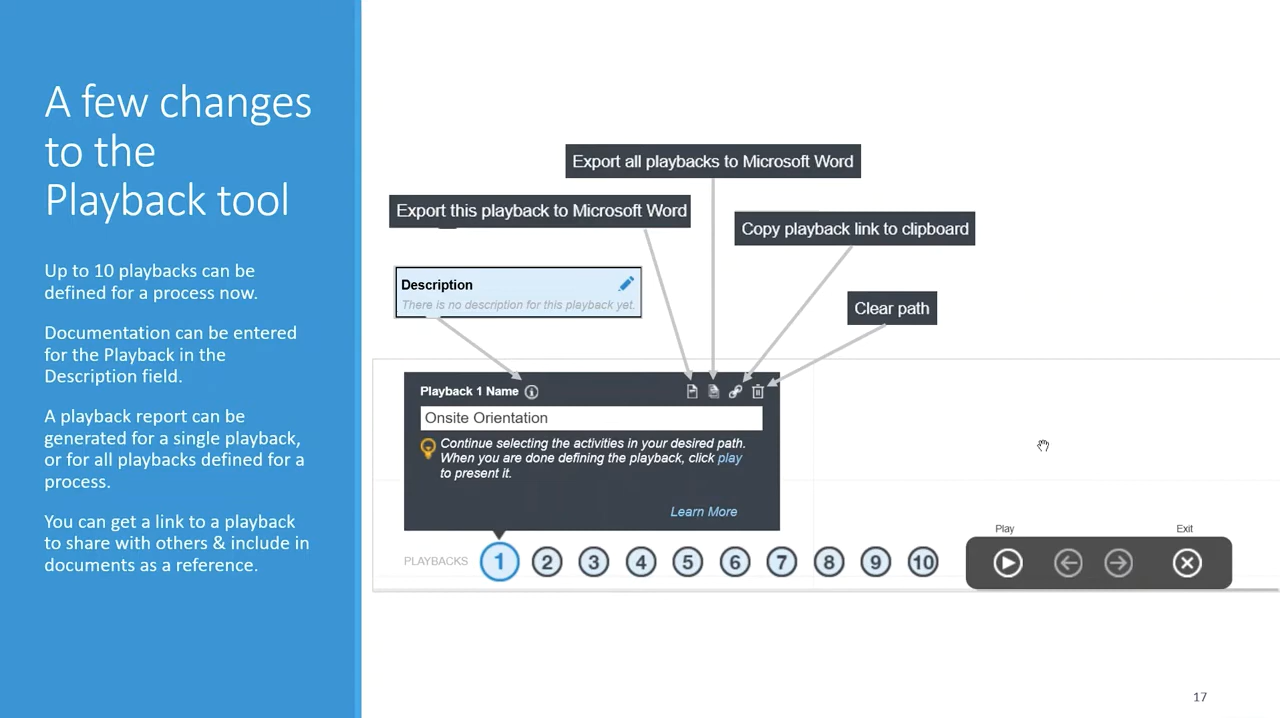 A few changes
to the
Playback tool
Up to 10 playbacks can be
defined for a process now.
Documentation can be entered
for the Playback in the
Description field.
A playback report can be
generated for a single playback,
or for all playbacks defined for a
process.
You can get a link to a playback
to share with others & include in
documents as a reference.
Export all playbacks to Microsoft Word
Export this playback to Microsoft Word
Copy playback link to clipboard
Description
There is no description for this playback yet.
Clear path
Playback 1 Name
Onsite Orientation
Continue selecting the activities in your desired path.
When you are done defining the playback, click play
to present it.
Learn More
Play
Exit
PLAYBACKS 1 2 3 4 5 6 7 8 9 10
17